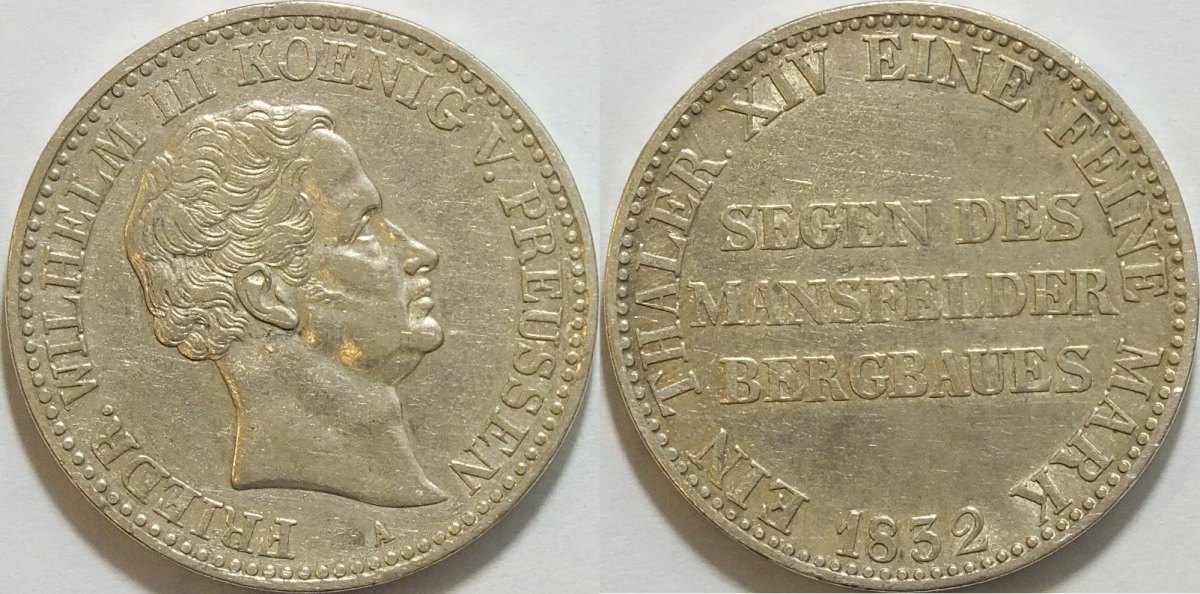 FRIEDR. WILHELM III KOENIG V. PREUSSEN
A
EIN THALER. XIV EINE FEINE MARK
SEGEN DES
MANSFELDER
BERGBAUES
1832